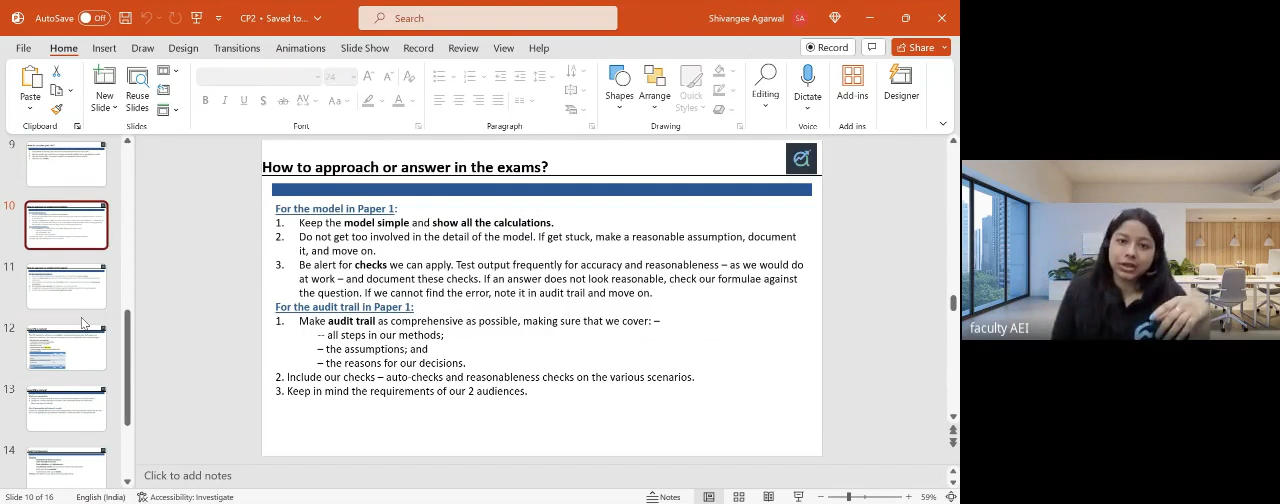 AutoSave Off CP2 • Saved to... Search Shivangee Agarwal SA
File Home Insert Draw Design Transitions Animations Slide Show Record Review View Help Record Share
Paste New Slide Reuse Slides 24 Shapes Arrange Quick Styles Editing Dictate Add-ins Designer
B I U S ab AV Aa A
Clipboard Slides Font Paragraph Drawing Voice Add-ins
9
10
11
12
13
14
How to approach or answer in the exams?
For the model in Paper 1:
1. Keep the model simple and show all the calculations.
2. Do not get too involved in the detail of the model. If get stuck, make a reasonable assumption, document
it, and move on.
3. Be alert for checks we can apply. Test output frequently for accuracy and reasonableness – as we would do
at work – and document these checks. If an answer does not look reasonable, check our formulae against
the question. If we cannot find the error, note it in audit trail and move on.
For the audit trail in Paper 1:
1. Make audit trail as comprehensive as possible, making sure that we cover: –
– all steps in our methods;
– the assumptions; and
– the reasons for our decisions.
2. Include our checks – auto-checks and reasonableness checks on the various scenarios.
3. Keep in mind the requirements of our audience.
Click to add notes
Slide 10 of 16 English (India) Accessibility: Investigate Notes 59%
faculty AEI